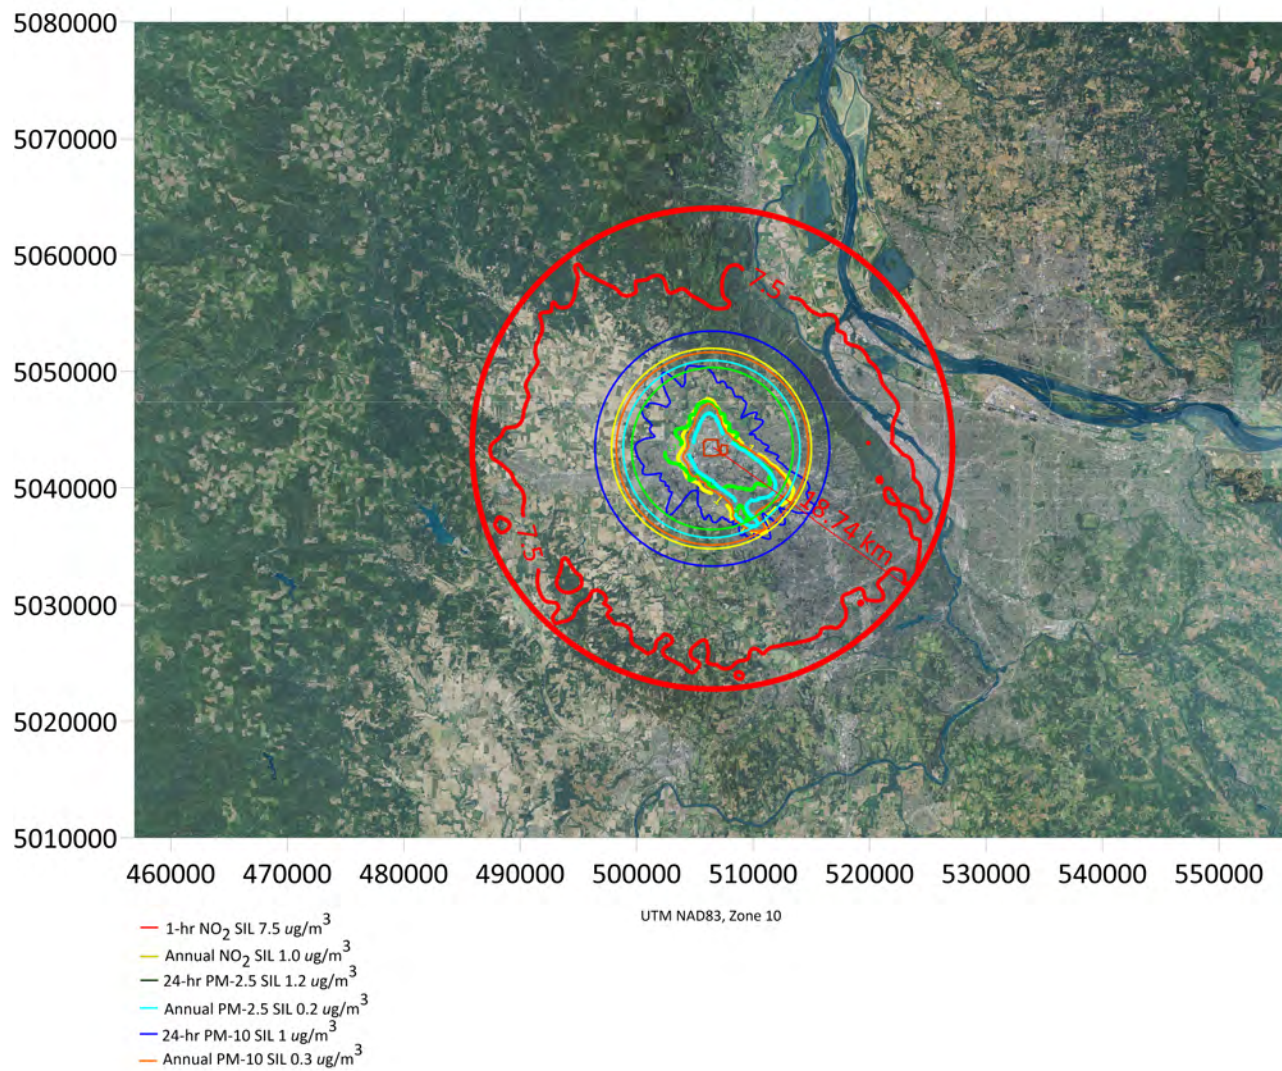 5080000
5070000
5060000
5050000
5040000
5030000
5020000
5010000
7.5
7.5
18.74 km
460000 470000 480000 490000 500000 510000 520000 530000 540000 550000
UTM NAD83, Zone 10
1-hr NO2 SIL 7.5 ug/m3
Annual NO2 SIL 1.0 ug/m3
24-hr PM-2.5 SIL 1.2 ug/m3
Annual PM-2.5 SIL 0.2 ug/m3
24-hr PM-10 SIL 1 ug/m3
Annual PM-10 SIL 0.3 ug/m3